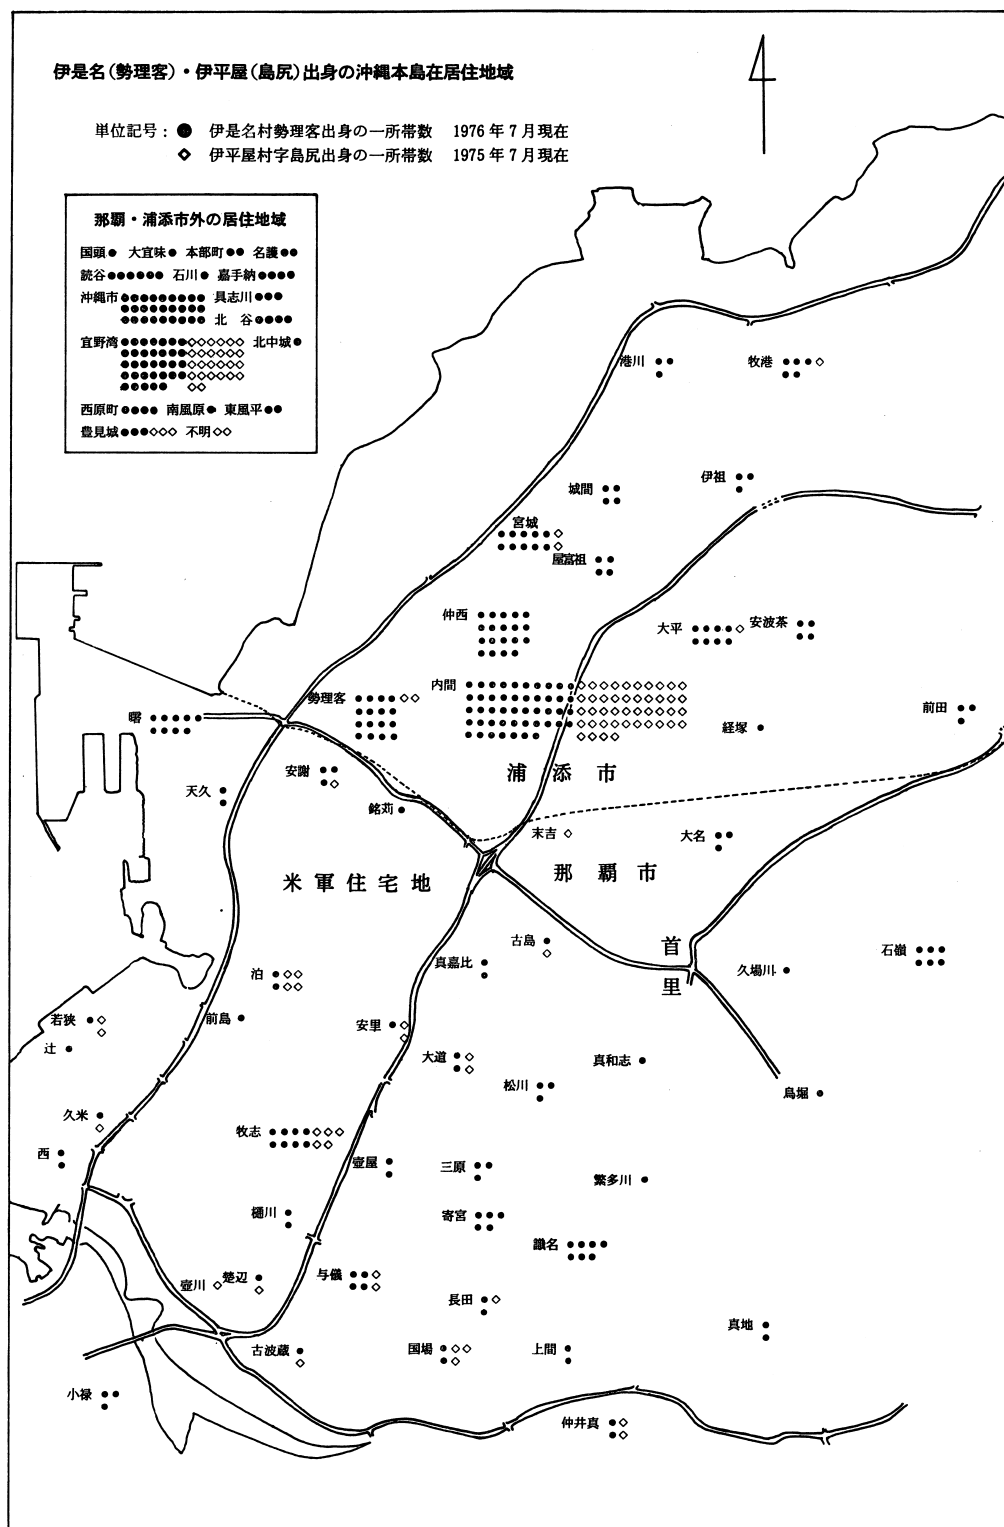 伊是名（勢理客）・伊平屋（島尻）出身の沖縄本島在居住地域
単位記号：● 伊是名村勢理客出身の一所帯数 1976年7月現在
◇ 伊平屋村字島尻出身の一所帯数 1975年7月現在
那覇・浦添市外の居住地域
国頭 大宜味 本部町 名護
読谷 石川 嘉手納
沖縄市 具志川
北谷
宜野湾 北中城
西原町 南風原 東風平
豊見城 不明
港川 牧港
城間 伊祖
宮城
屋富祖
仲西 大平 安波茶
勢理客 内間
曙 経塚 前田
安謝 浦添市
天久 銘苅
末吉 大名
米軍住宅地 那覇市
古島 首里 石嶺
泊 真嘉比 久場川
若狭 前島 安里
辻 大道 真和志
松川 鳥堀
久米 牧志
西 壺屋 三原 繁多川
樋川 寄宮
識名
壺川 楚辺 与儀
長田 真地
古波蔵 国場 上間
小禄
仲井真